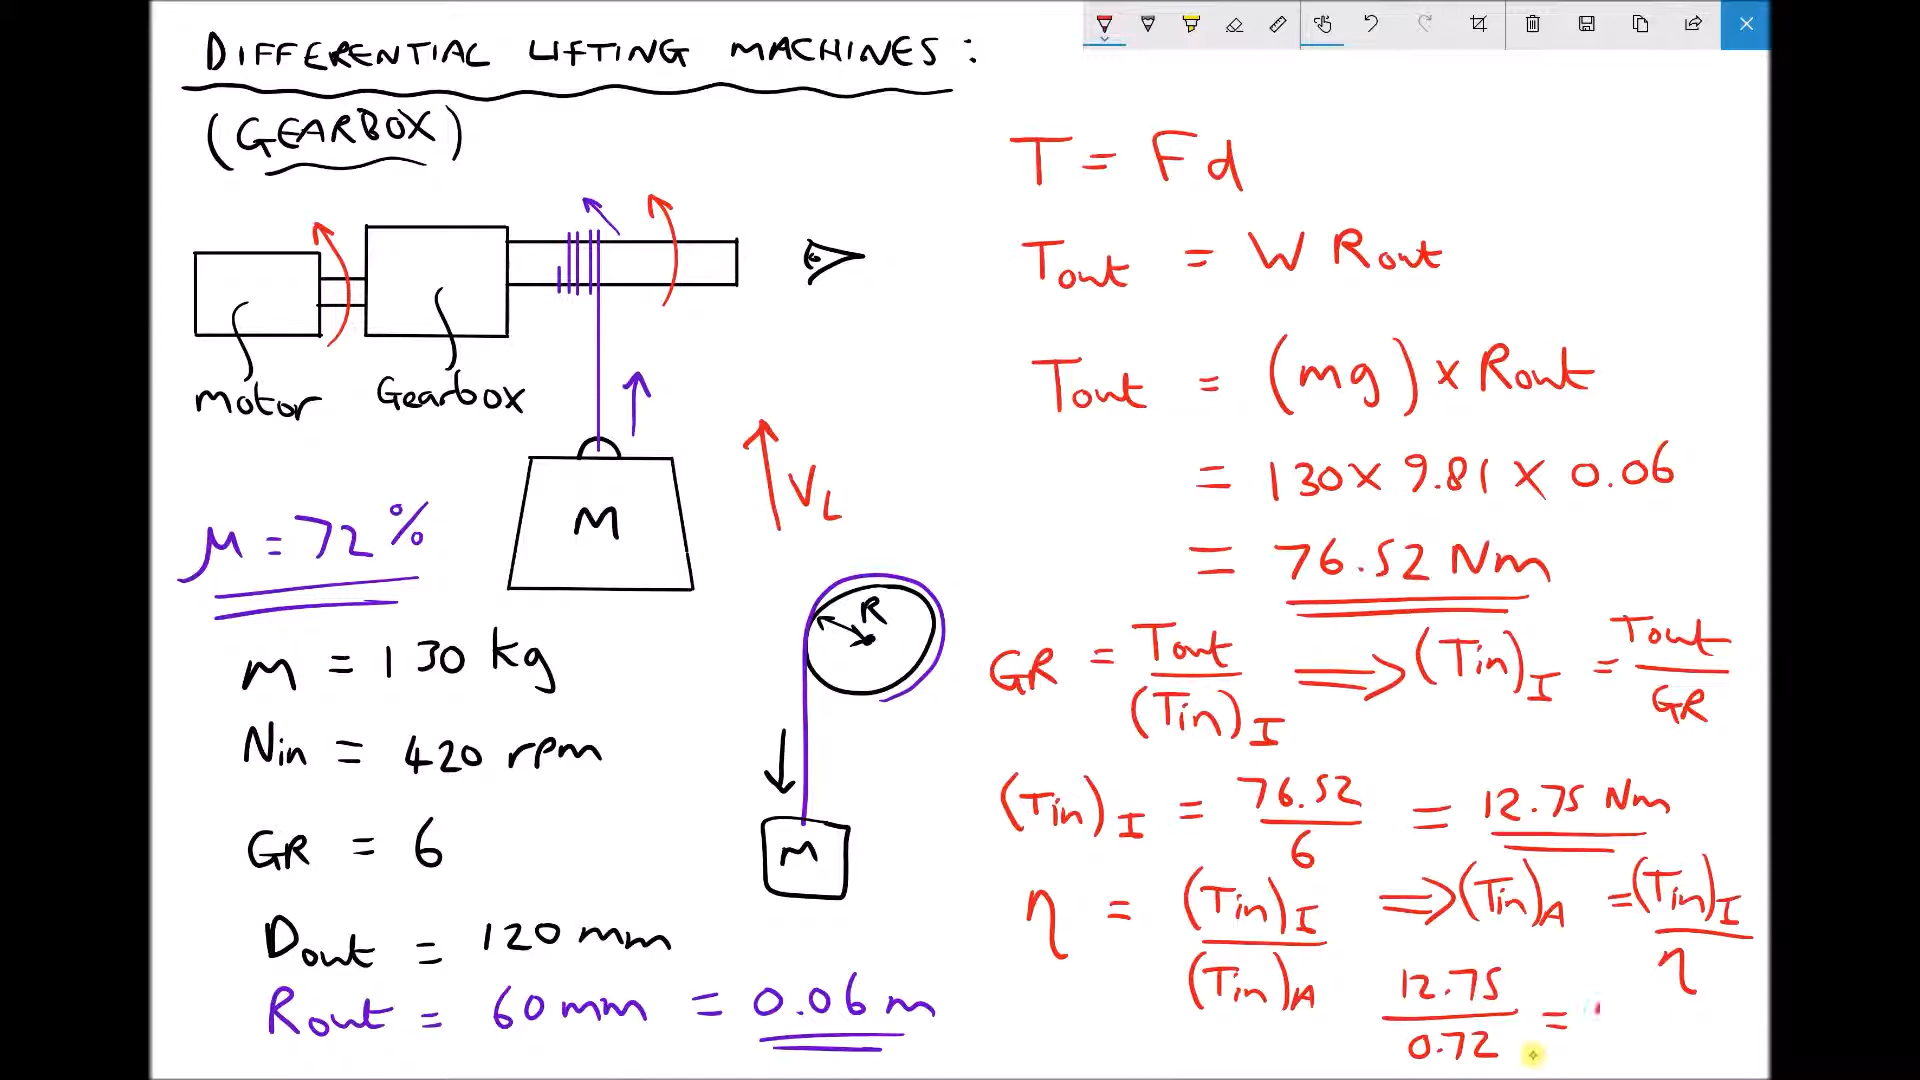 DIFFERENTIAL LIFTING MACHINES:
(GEARBOX)
motor
Gearbox
M
VL
μ = 72%
m = 130 kg
Nin = 420 rpm
GR = 6
Dout = 120 mm
Rout = 60 mm = 0.06 m
R
M
T = Fd
Tout = W Rout
Tout = (mg) × Rout
= 130 × 9.81 × 0.06
= 76.52 Nm
GR = Tout / (Tin)I ⟹ (Tin)I = Tout / GR
(Tin)I = 76.52 / 6 = 12.75 Nm
η = (Tin)I / (Tin)A ⟹ (Tin)A = (Tin)I / η
12.75 / 0.72 =